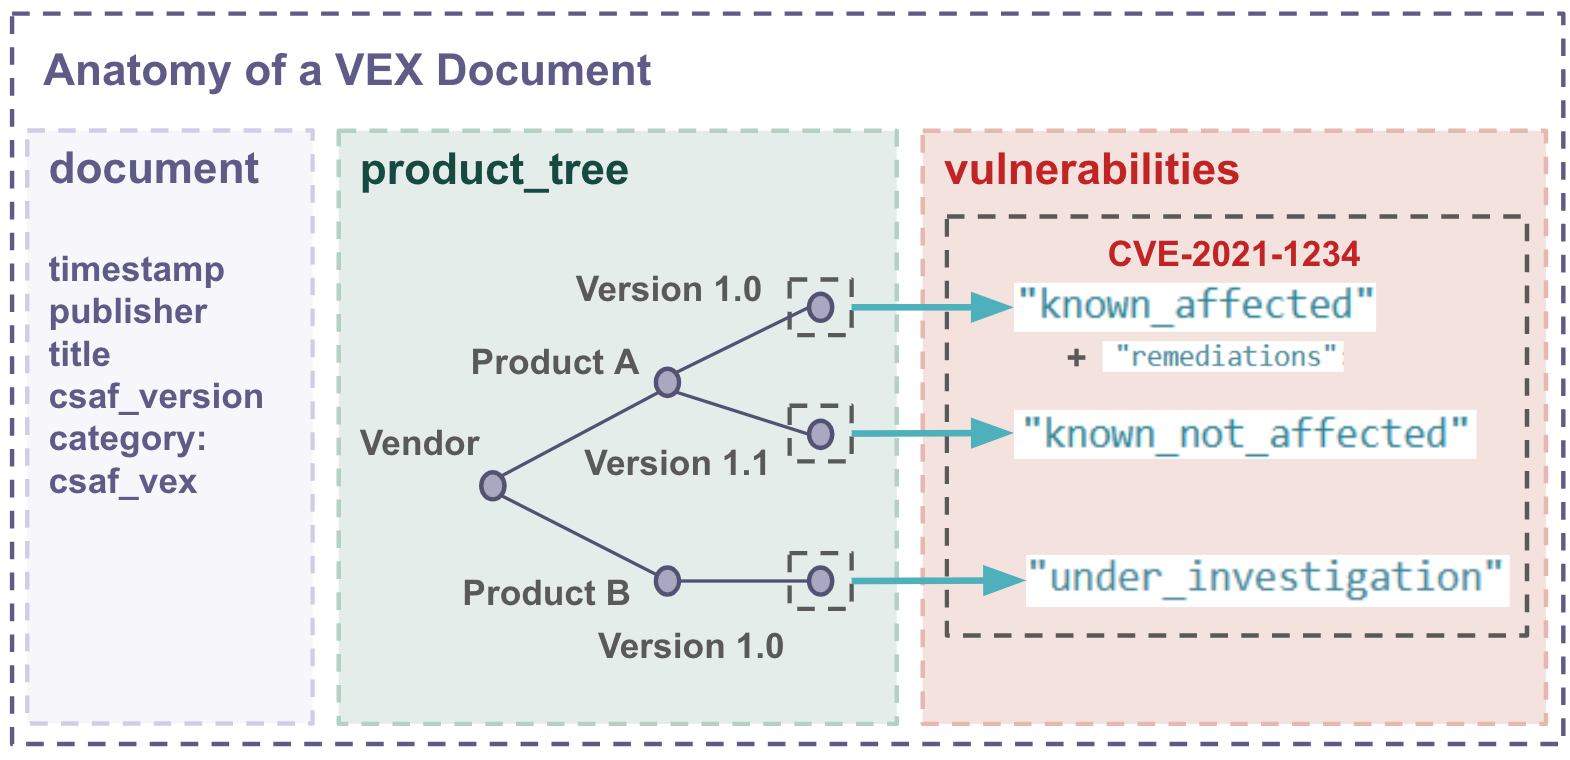 Anatomy of a VEX Document
document
timestamp
publisher
title
csaf_version
category:
csaf_vex
product_tree
Version 1.0
Product A
Vendor
Version 1.1
Product B
Version 1.0
vulnerabilities
CVE-2021-1234
"known_affected"
+ "remediations":
"known_not_affected"
"under_investigation"